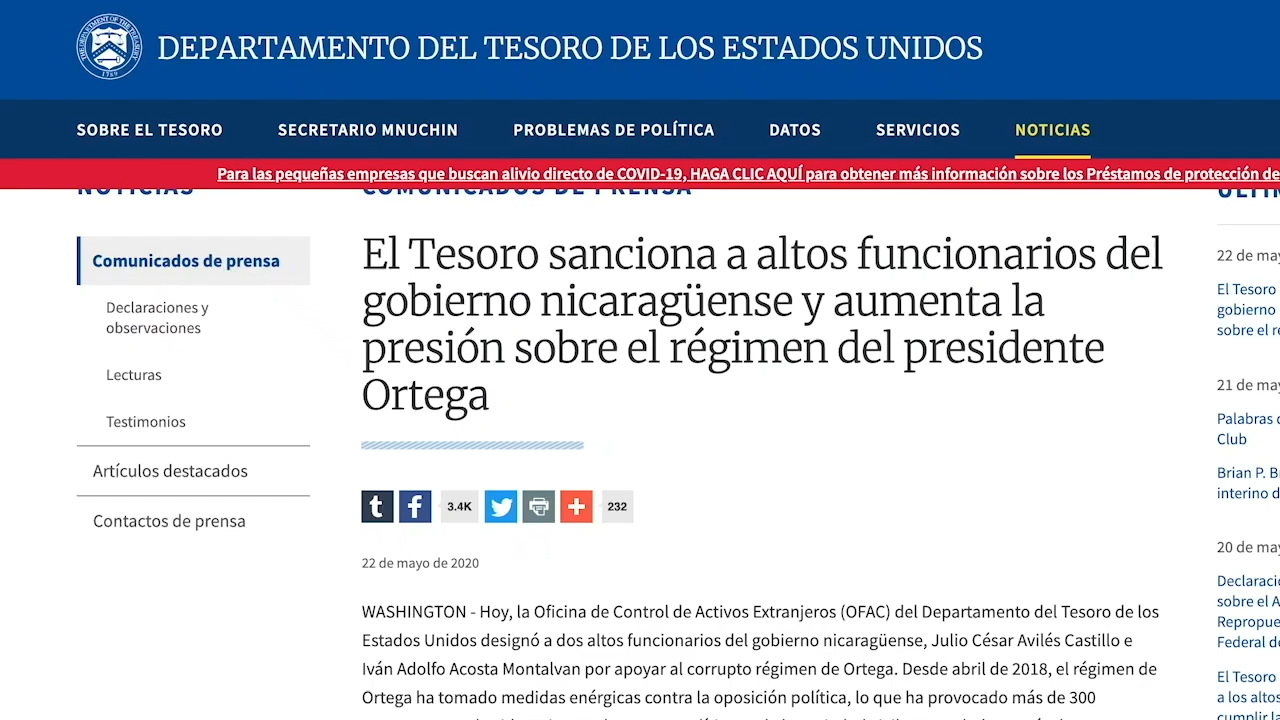 DEPARTAMENTO DEL TESORO DE LOS ESTADOS UNIDOS
SOBRE EL TESORO
SECRETARIO MNUCHIN
PROBLEMAS DE POLÍTICA
DATOS
SERVICIOS
NOTICIAS
Para las pequeñas empresas que buscan alivio directo de COVID-19, HAGA CLIC AQUÍ para obtener más información sobre los Préstamos de protección de
NOTICIAS
Comunicados de prensa
Declaraciones y
observaciones
Lecturas
Testimonios
Artículos destacados
Contactos de prensa
COMUNICADOS DE PRENSA
El Tesoro sanciona a altos funcionarios del
gobierno nicaragüense y aumenta la
presión sobre el régimen del presidente
Ortega
3.4K
232
22 de mayo de 2020
WASHINGTON - Hoy, la Oficina de Control de Activos Extranjeros (OFAC) del Departamento del Tesoro de los
Estados Unidos designó a dos altos funcionarios del gobierno nicaragüense, Julio César Avilés Castillo e
Iván Adolfo Acosta Montalvan por apoyar al corrupto régimen de Ortega. Desde abril de 2018, el régimen de
Ortega ha tomado medidas enérgicas contra la oposición política, lo que ha provocado más de 300
22 de may
El Tesoro
gobierno
sobre el r
21 de may
Palabras
Club
Brian P. B
interino d
20 de may
Declaraci
sobre el A
Repropue
Federal de
El Tesoro
a los altos
cumplir la